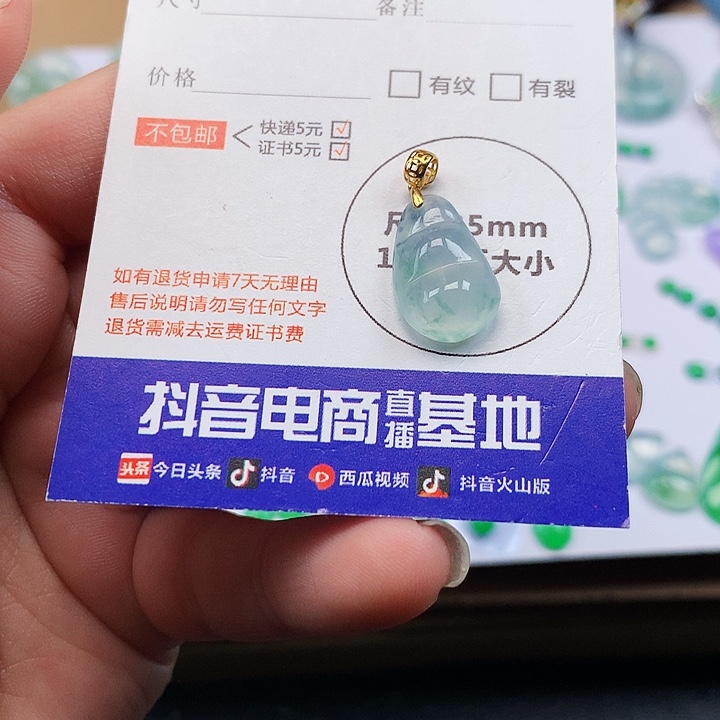 尺寸 备注
价格 有纹 有裂
不包邮 快递5元
证书5元
5mm
大小
如有退货申请7天无理由
售后说明请勿写任何文字
退货需减去运费证书费
抖音电商直播基地
头条 今日头条 抖音 西瓜视频 抖音火山版